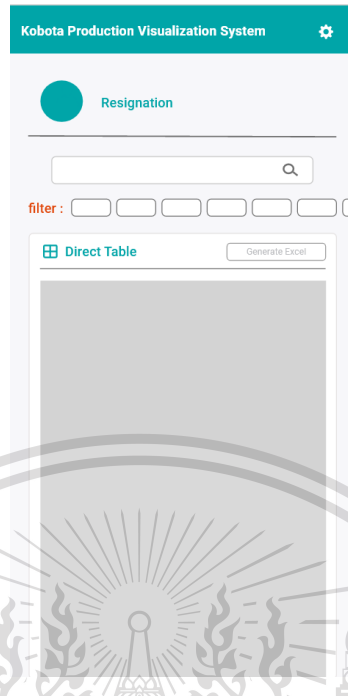 Kobota Production Visualization System
Resignation
filter :
Direct Table
Generate Excel